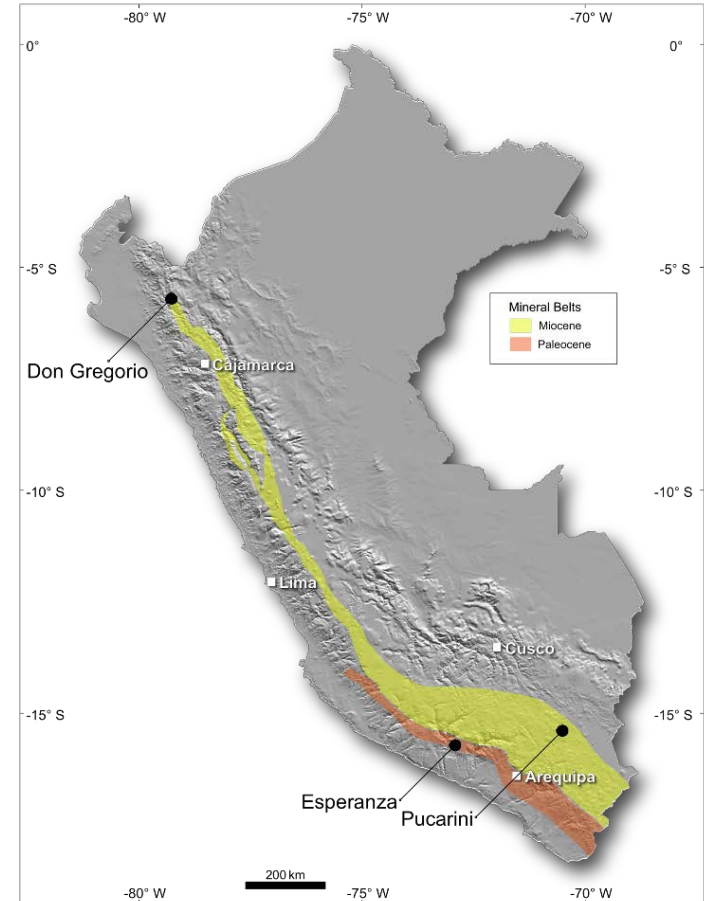 -80° W
-75° W
-70° W
0°
0°
-5° S
-5° S
Mineral Belts
Miocene
Paleocene
Cajamarca
Don Gregorio
-10° S
-10° S
Lima
Cusco
-15° S
-15° S
Arequipa
Esperanza
Pucarini
200 km
-80° W
-75° W
-70° W